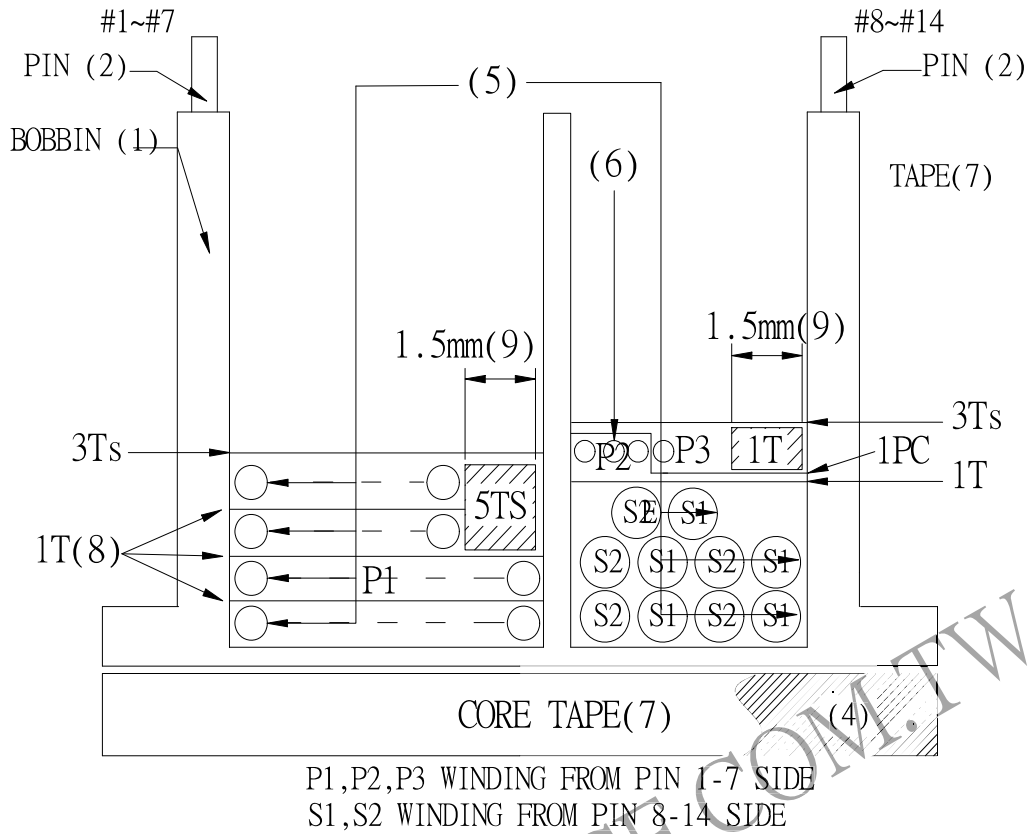 #1~#7
#8~#14
PIN (2)
(5)
PIN (2)
BOBBIN (1)
(6)
TAPE(7)
1.5mm(9)
1.5mm(9)
3Ts
3Ts
P2
P3
1T
1PC
1T
5TS
S2
E
S1
1T(8)
P1
S2
S1
S2
S1
S2
S1
S2
S1
CORE TAPE(7)
(4)
P1,P2,P3 WINDING FROM PIN 1-7 SIDE
S1,S2 WINDING FROM PIN 8-14 SIDE
.COM.TW